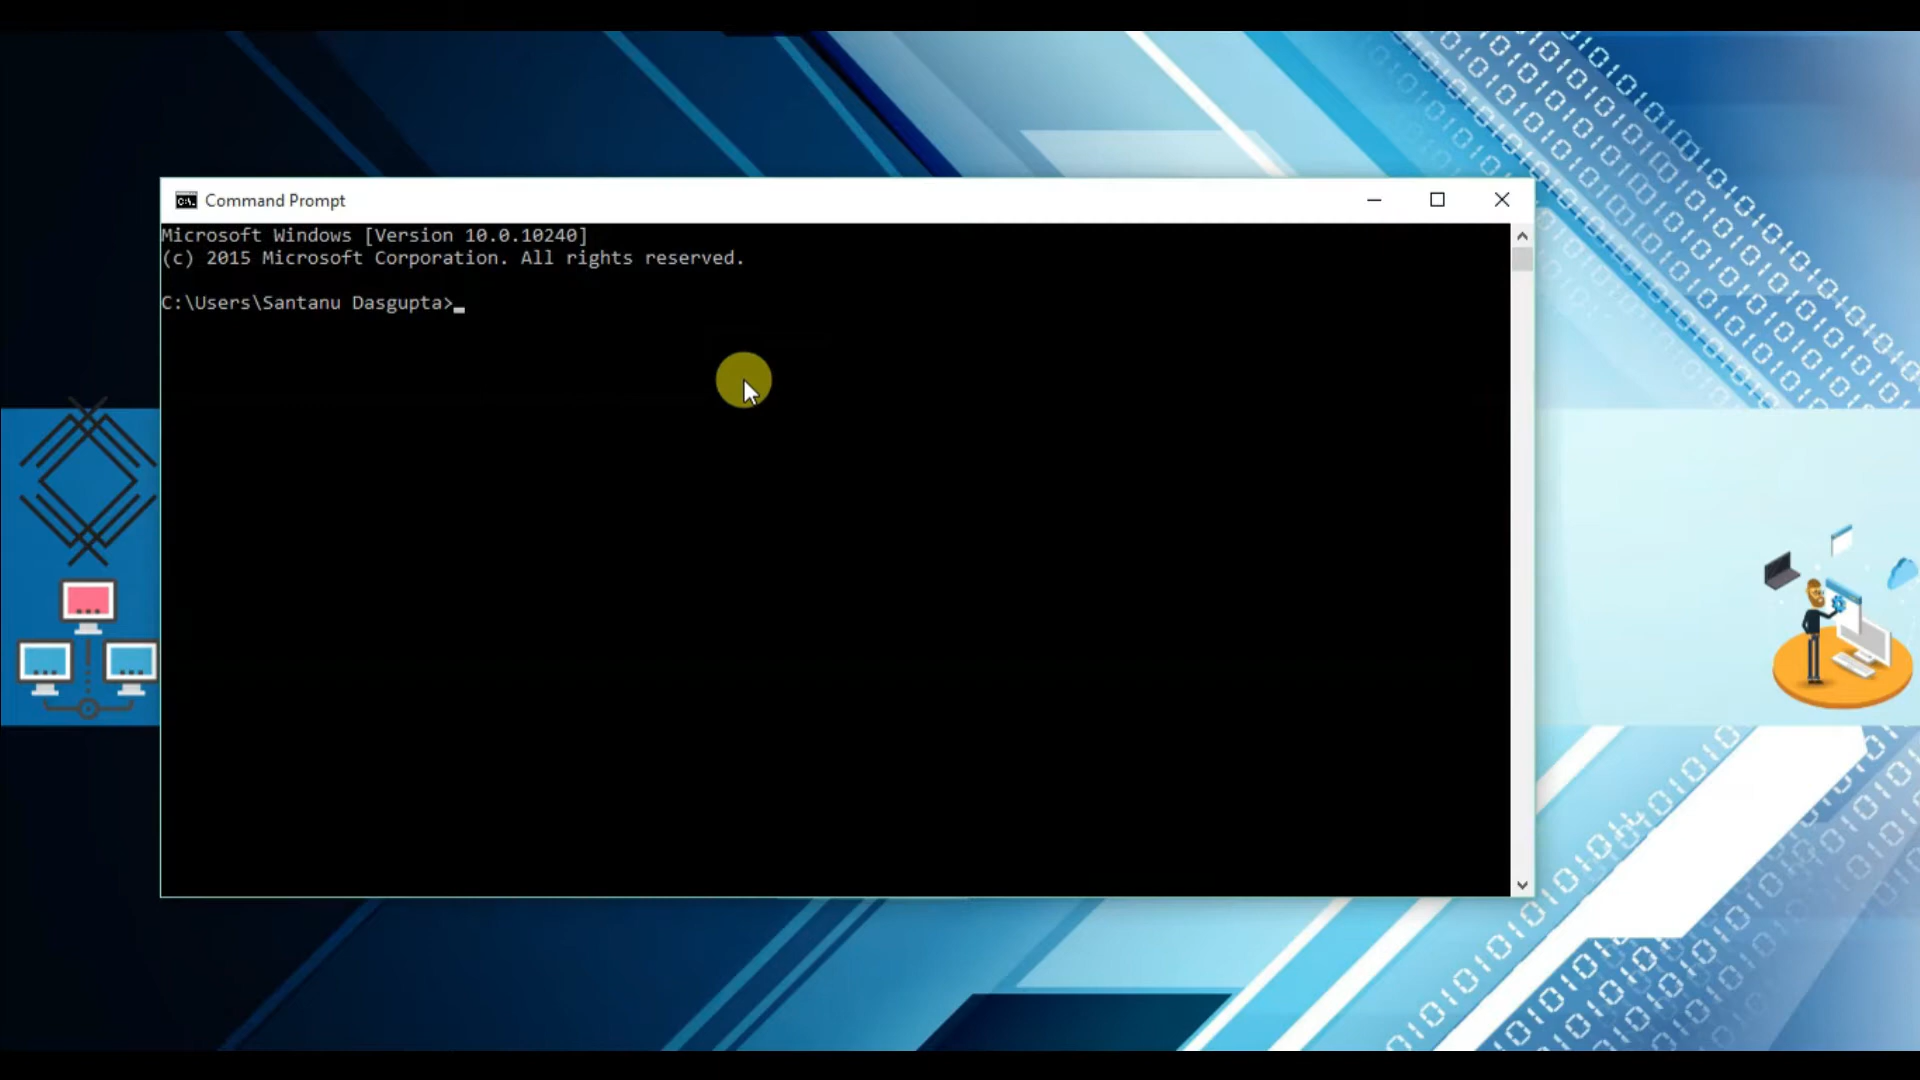 Command Prompt
Microsoft Windows [Version 10.0.10240]
(c) 2015 Microsoft Corporation. All rights reserved.
C:\Users\Santanu Dasgupta>